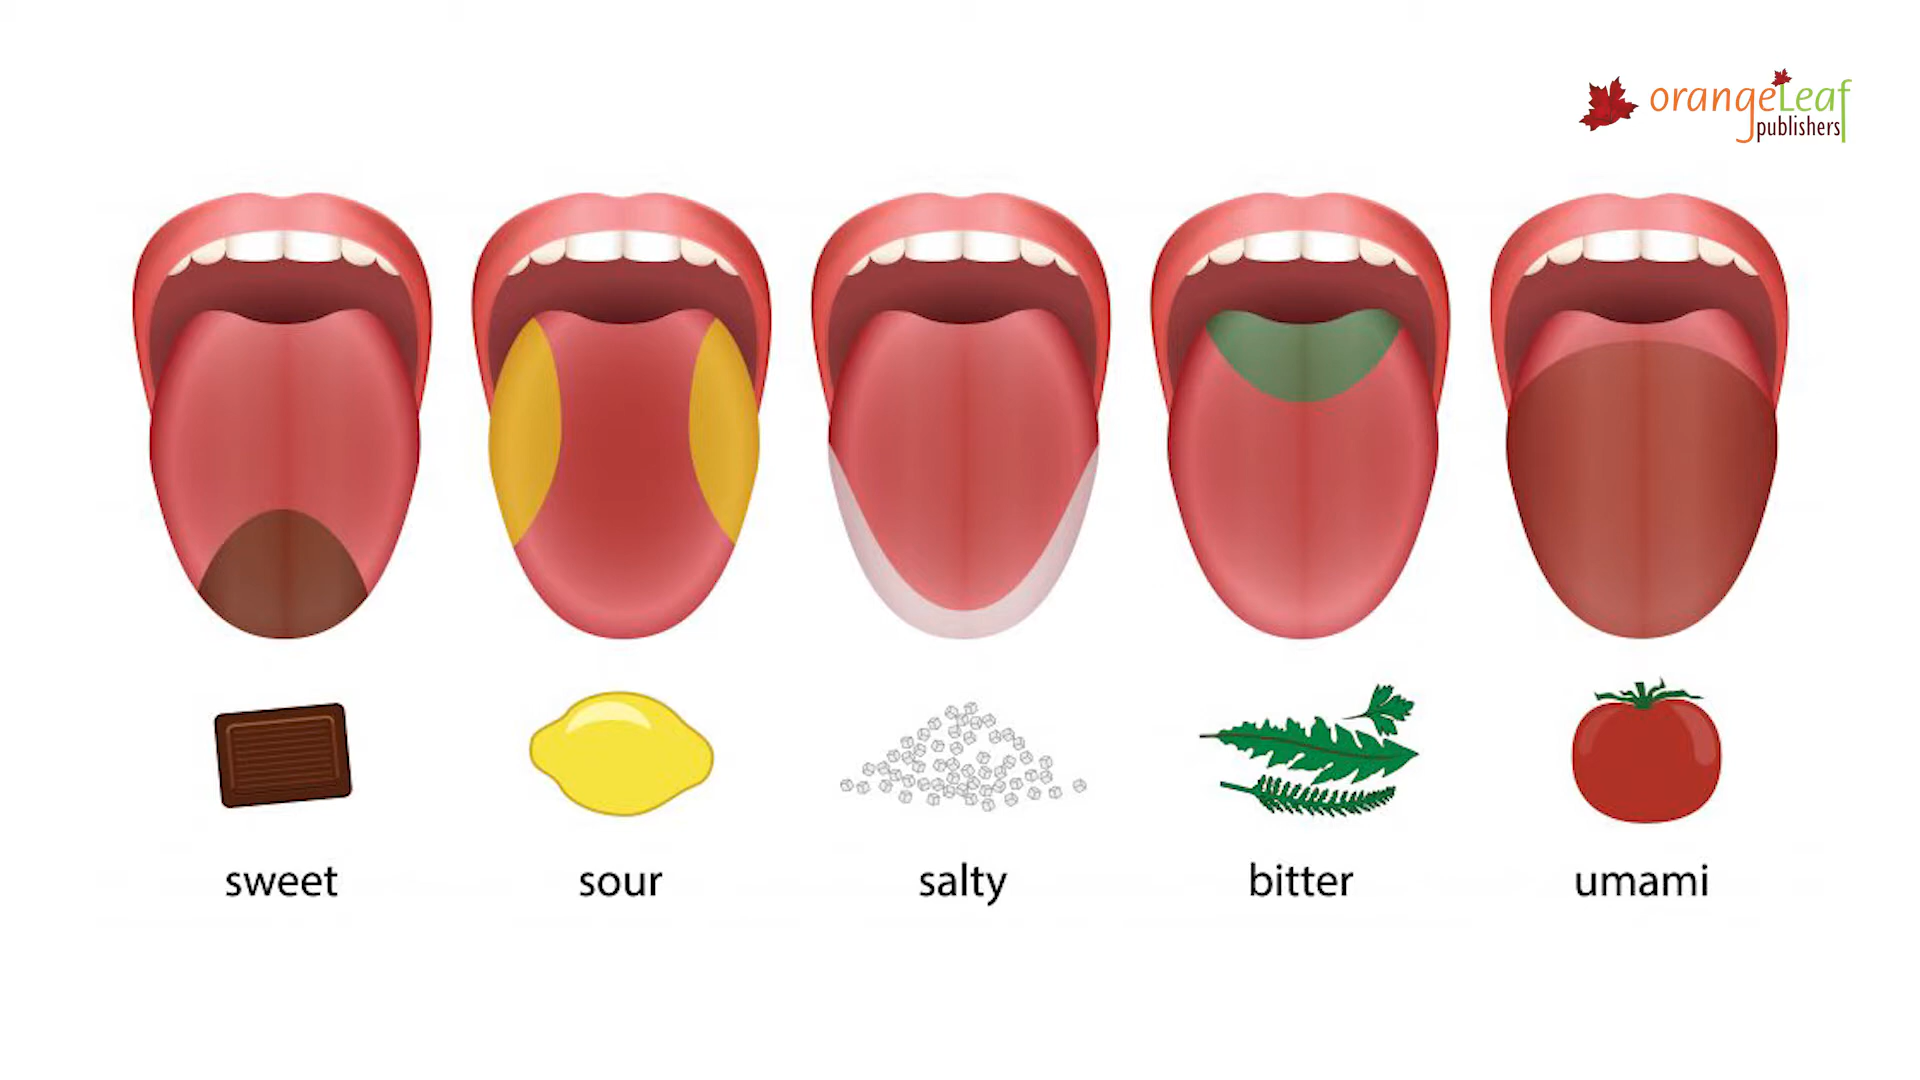 orangeLeaf
publishers
sweet
sour
salty
bitter
umami